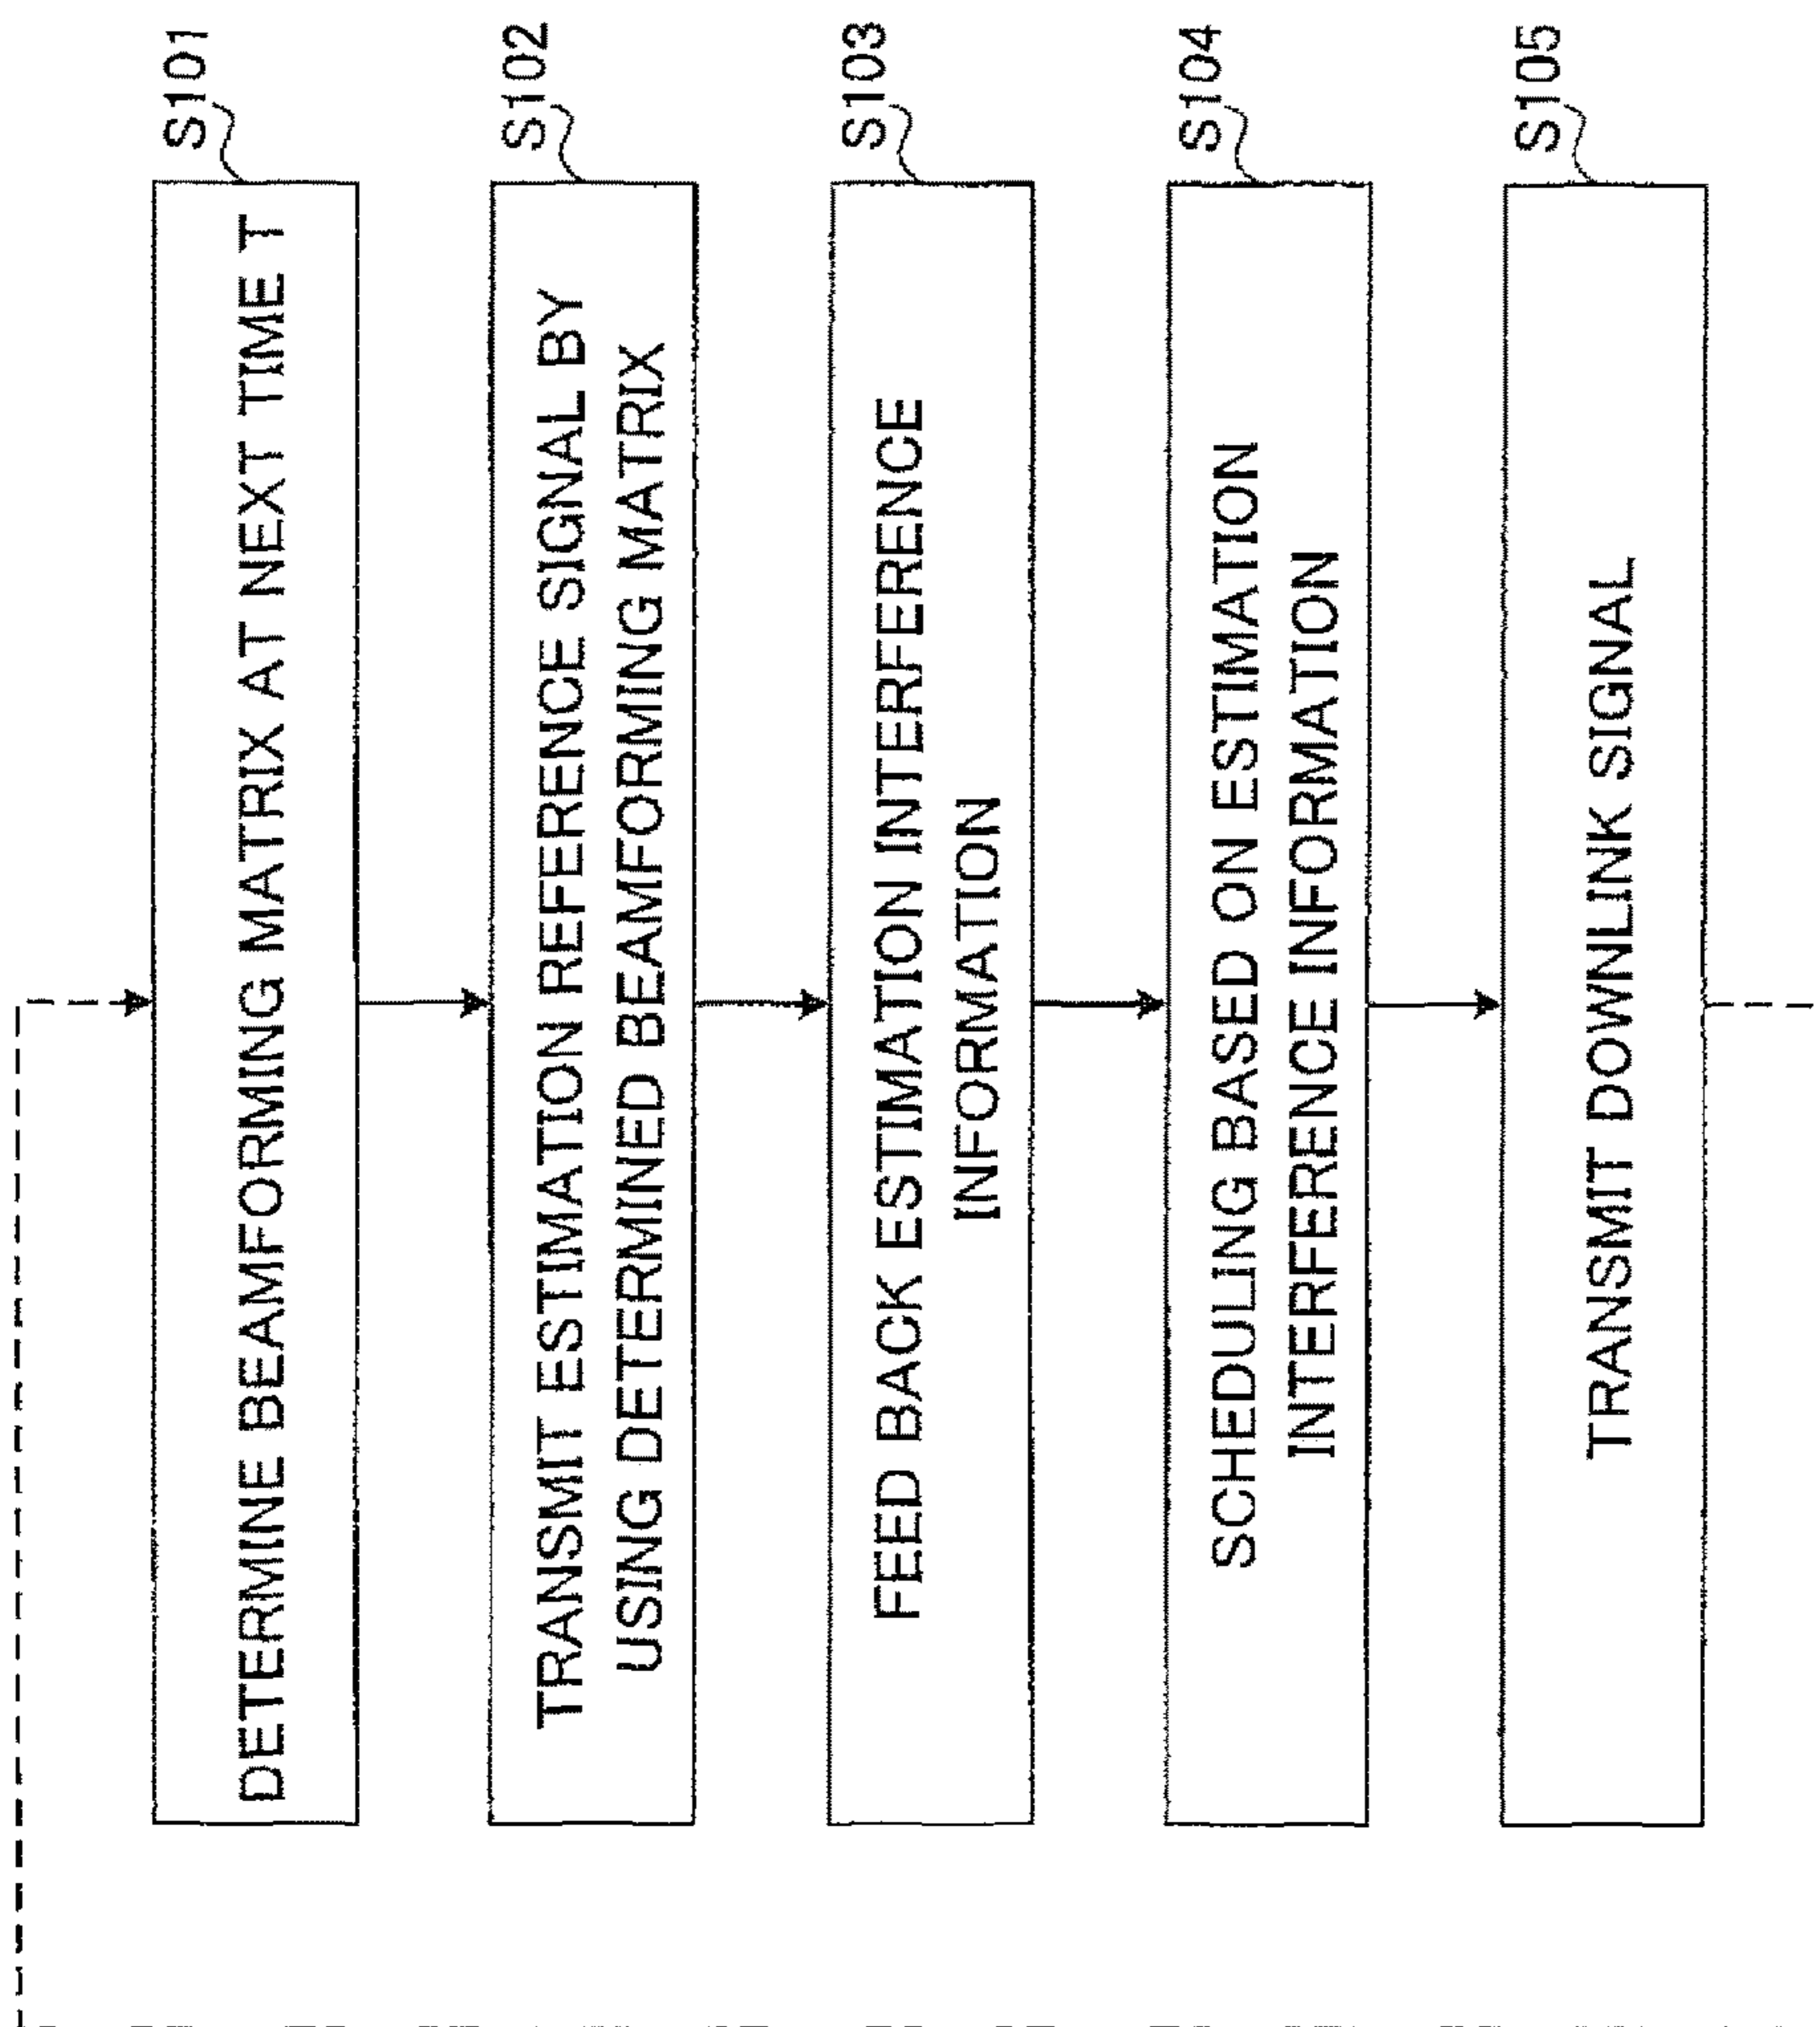 S101
DETERMINE BEAMFORMING MATRIX AT NEXT TIME T
S102
TRANSMIT ESTIMATION REFERENCE SIGNAL BY
USING DETERMINED BEAMFORMING MATRIX
S103
FEED BACK ESTIMATION INTERFERENCE
INFORMATION
S104
SCHEDULING BASED ON ESTIMATION
INTERFERENCE INFORMATION
S105
TRANSMIT DOWNLINK SIGNAL